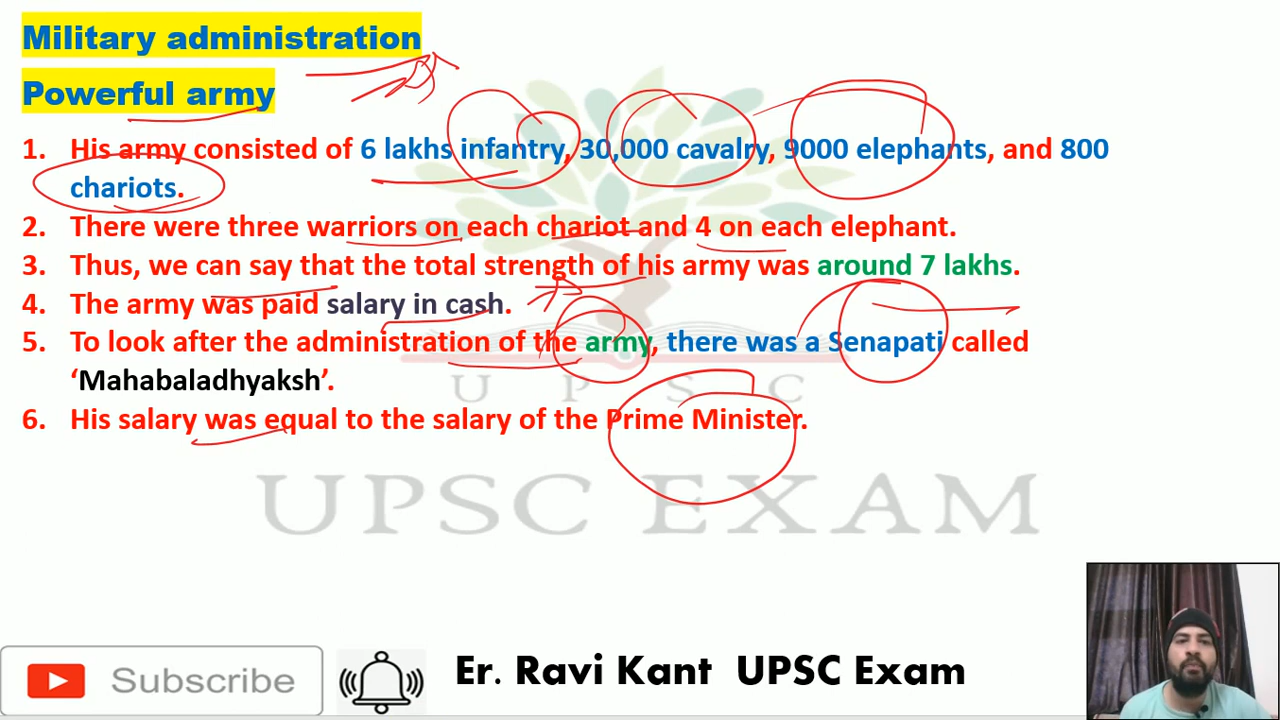 Military administration
Powerful army
1. His army consisted of 6 lakhs infantry, 30,000 cavalry, 9000 elephants, and 800
chariots.
2. There were three warriors on each chariot and 4 on each elephant.
3. Thus, we can say that the total strength of his army was around 7 lakhs.
4. The army was paid salary in cash.
5. To look after the administration of the army, there was a Senapati called
‘Mahabaladhyaksh’.
UPSC
6. His salary was equal to the salary of the Prime Minister.
UPSC EXAM
Subscribe
Er. Ravi Kant UPSC Exam